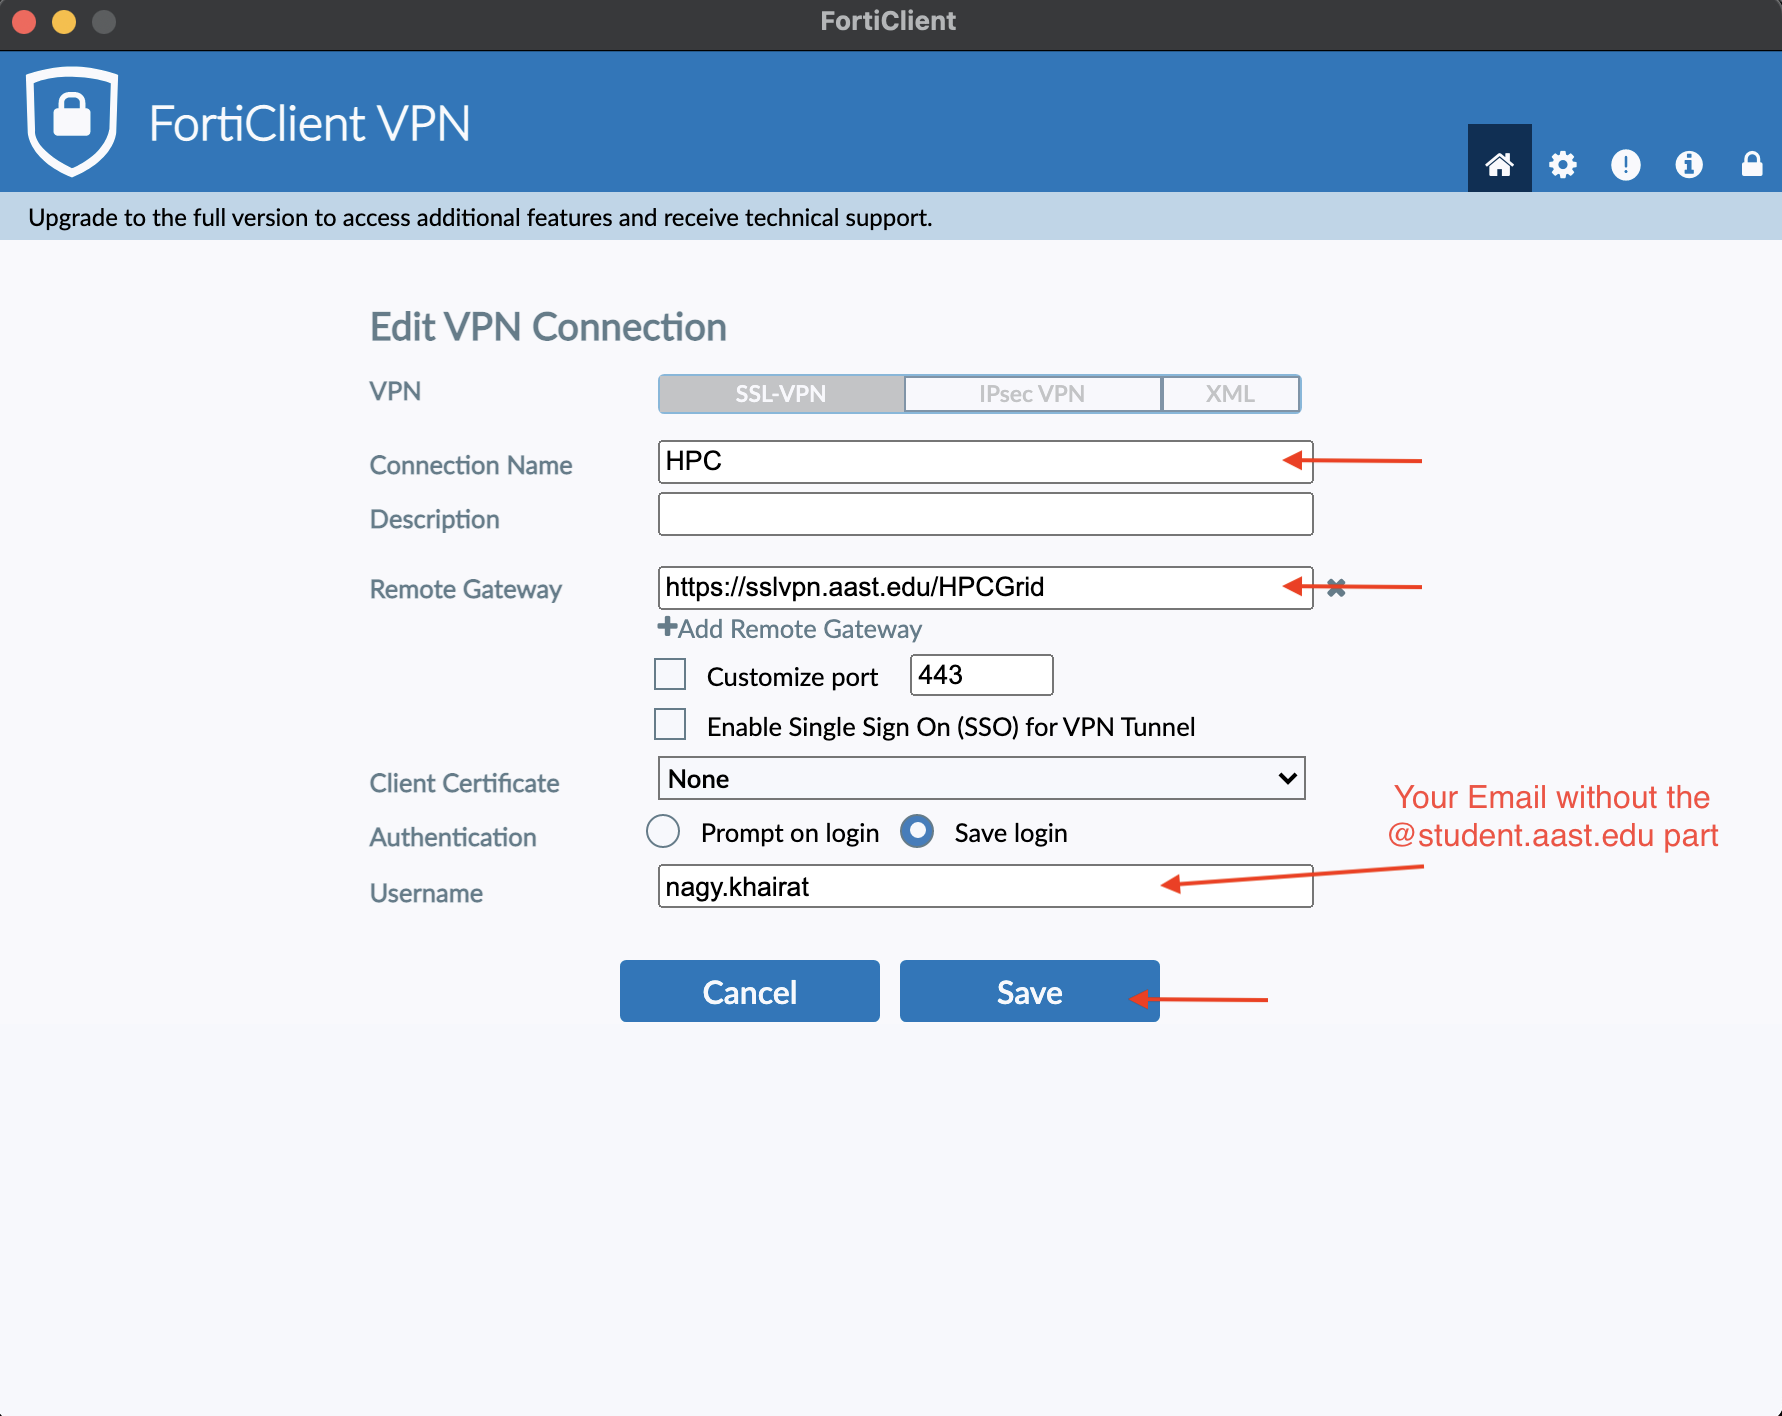 FortiClient
FortiClient VPN
Upgrade to the full version to access additional features and receive technical support.
Edit VPN Connection
VPN
SSL-VPN
IPsec VPN
XML
Connection Name
HPC
Description
Remote Gateway
https://sslvpn.aast.edu/HPCGrid
+Add Remote Gateway
Customize port
443
Enable Single Sign On (SSO) for VPN Tunnel
Client Certificate
None
Your Email without the
@student.aast.edu part
Authentication
Prompt on login
Save login
Username
nagy.khairat
Cancel
Save